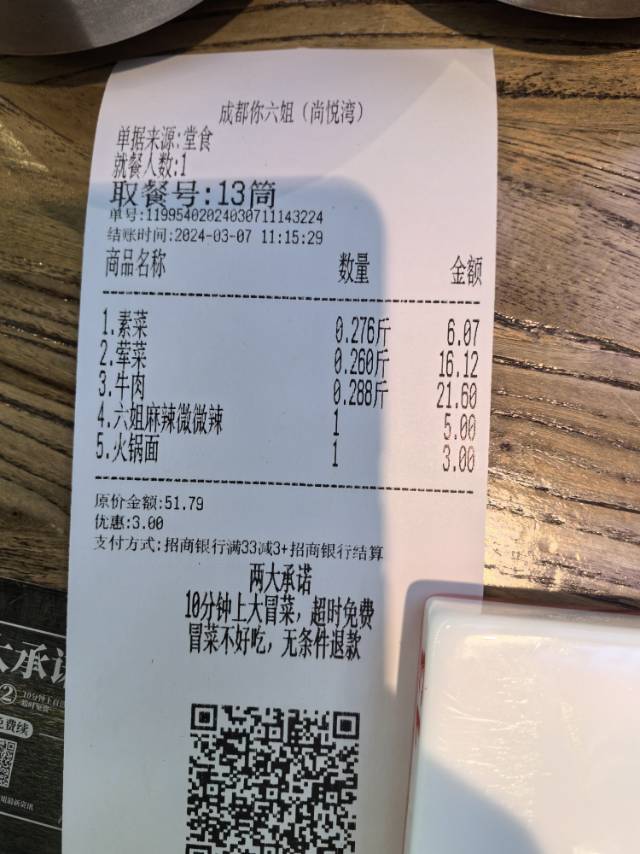 成都你六姐（尚悦湾）
单据来源:堂食
就餐人数:1
取餐号:13筒
单号:11995402024030711143224
结账时间:2024-03-07 11:15:29
商品名称 数量 金额
1.素菜 0.276斤 6.07
2.荤菜 0.260斤 16.12
3.牛肉 0.288斤 21.60
4.六姐麻辣微微辣 1 5.00
5.火锅面 1 3.00
原价金额:51.79
优惠:3.00
支付方式:招商银行满33减3+招商银行结算
两大承诺
10分钟上大冒菜，超时免费
冒菜不好吃，无条件退款
大承诺
②
免费续